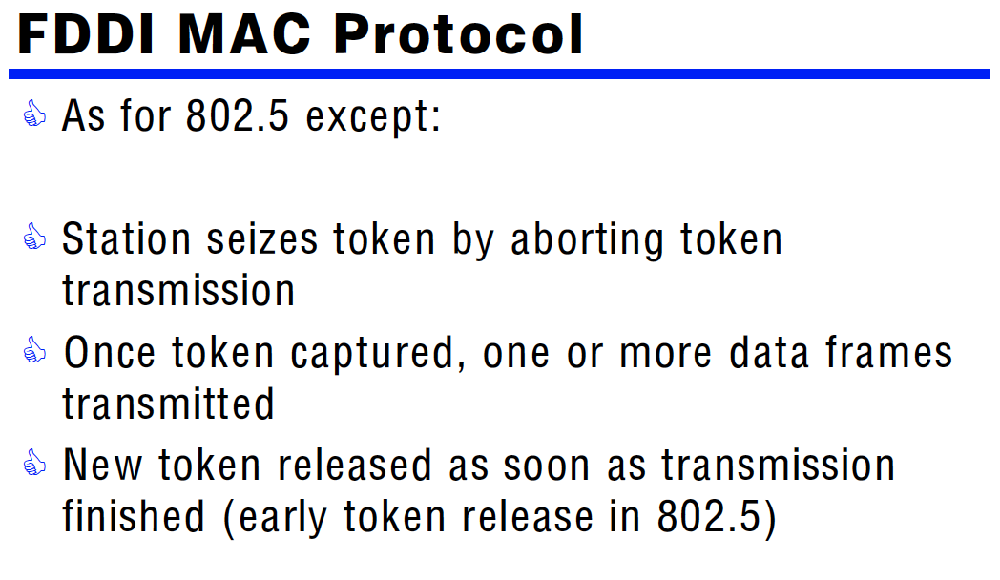 FDDI MAC Protocol
As for 802.5 except:
Station seizes token by aborting token
transmission
Once token captured, one or more data frames
transmitted
New token released as soon as transmission
finished (early token release in 802.5)